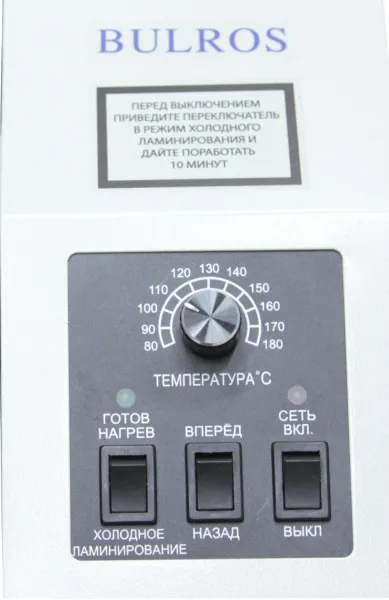 BULROS
ПЕРЕД ВЫКЛЮЧЕНИЕМ
ПРИВЕДИТЕ ПЕРЕКЛЮЧАТЕЛЬ
В РЕЖИМ ХОЛОДНОГО
ЛАМИНИРОВАНИЯ И
ДАЙТЕ ПОРАБОТАТЬ
10 МИНУТ
80 90 100 110 120 130 140 150 160 170 180
ТЕМПЕРАТУРА°C
ГОТОВ
НАГРЕВ
ВПЕРЁД
СЕТЬ
ВКЛ.
ХОЛОДНОЕ
ЛАМИНИРОВАНИЕ
НАЗАД
ВЫКЛ